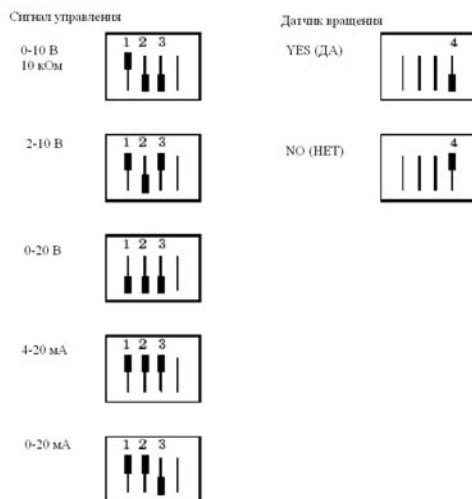 Сигнал управления
0-10 В
10 кОм
1 2 3
2-10 В
1 2 3
0-20 В
1 2 3
4-20 мА
1 2 3
0-20 мА
1 2 3
Датчик вращения
YES (ДА)
4
NO (НЕТ)
4